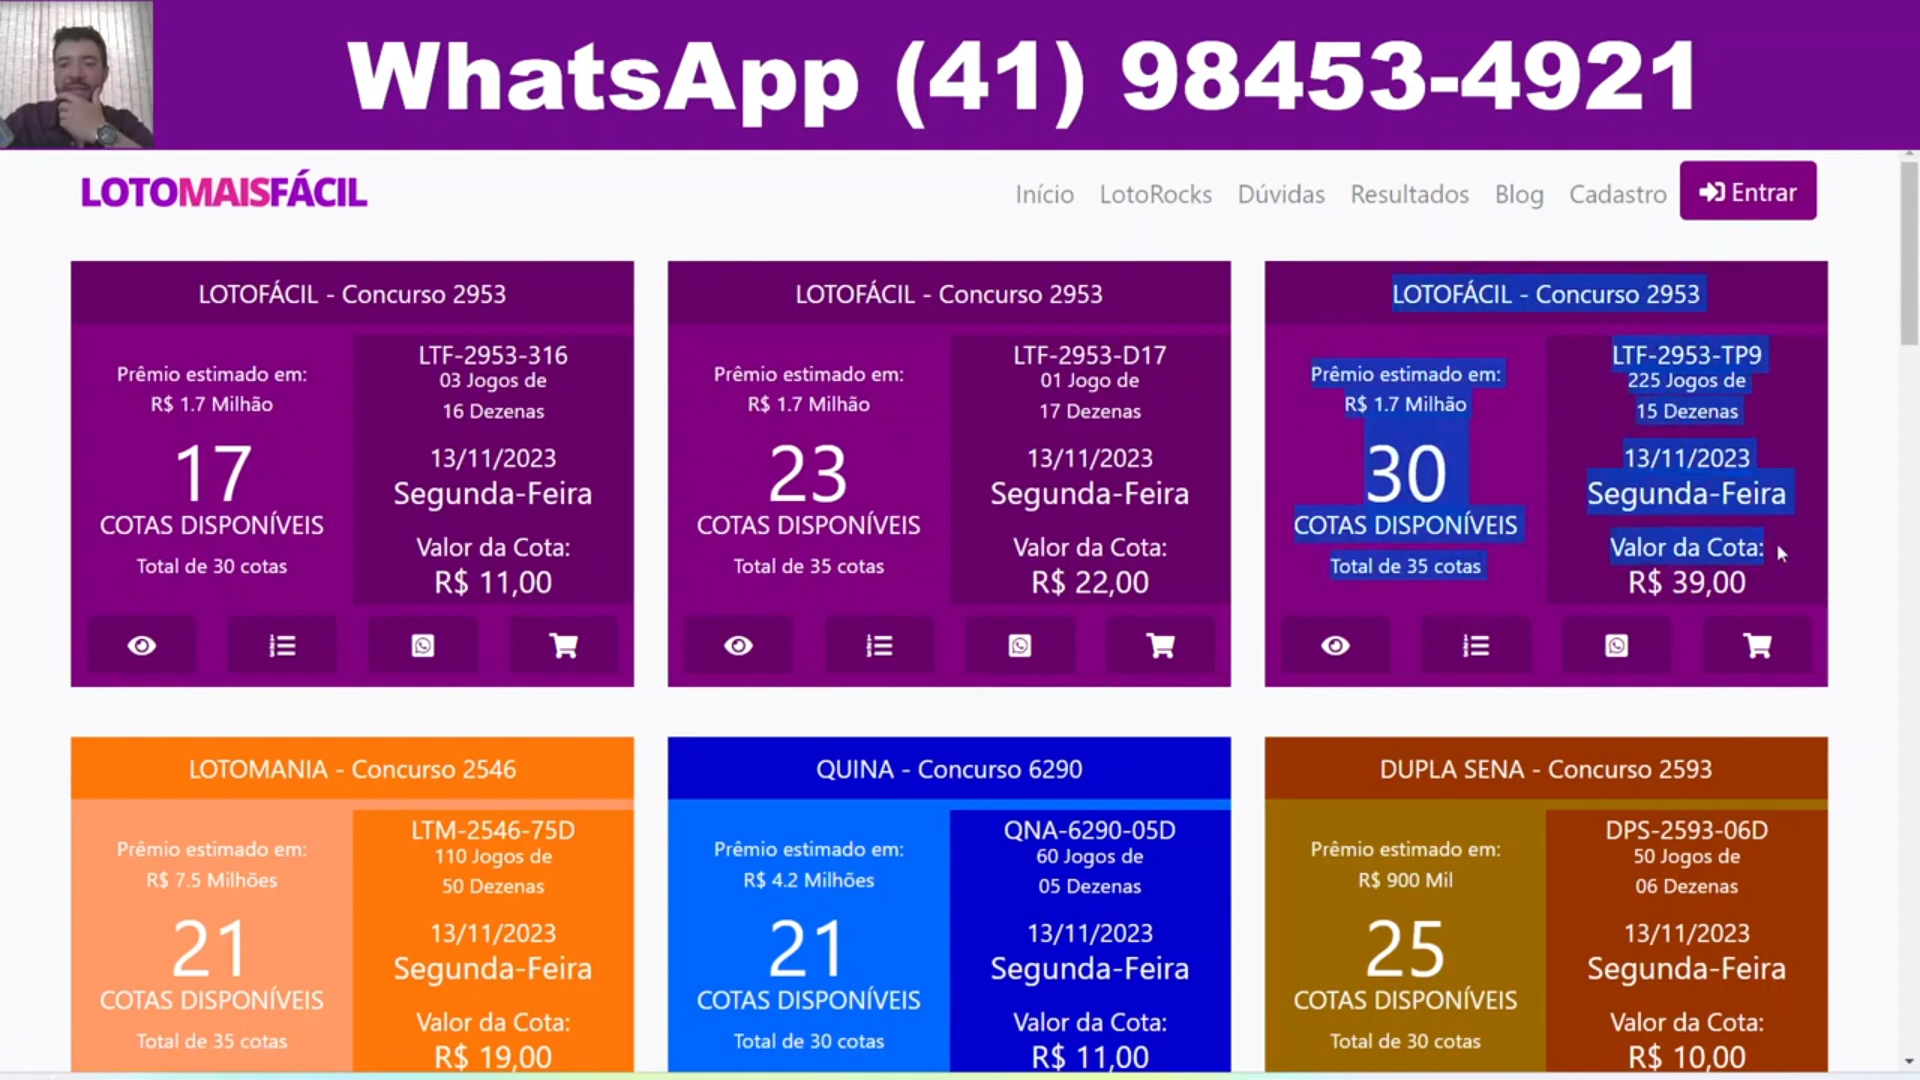 WhatsApp (41) 98453-4921
LOTOMAISFÁCIL
Início LotoRocks Dúvidas Resultados Blog Cadastro Entrar
LOTOFÁCIL - Concurso 2953
Prêmio estimado em:
R$ 1.7 Milhão
17
COTAS DISPONÍVEIS
Total de 30 cotas
LTF-2953-316
03 Jogos de
16 Dezenas
13/11/2023
Segunda-Feira
Valor da Cota:
R$ 11,00
LOTOFÁCIL - Concurso 2953
Prêmio estimado em:
R$ 1.7 Milhão
23
COTAS DISPONÍVEIS
Total de 35 cotas
LTF-2953-D17
01 Jogo de
17 Dezenas
13/11/2023
Segunda-Feira
Valor da Cota:
R$ 22,00
LOTOFÁCIL - Concurso 2953
Prêmio estimado em:
R$ 1.7 Milhão
30
COTAS DISPONÍVEIS
Total de 35 cotas
LTF-2953-TP9
225 Jogos de
15 Dezenas
13/11/2023
Segunda-Feira
Valor da Cota:
R$ 39,00
LOTOMANIA - Concurso 2546
Prêmio estimado em:
R$ 7.5 Milhões
21
COTAS DISPONÍVEIS
Total de 35 cotas
LTM-2546-75D
110 Jogos de
50 Dezenas
13/11/2023
Segunda-Feira
Valor da Cota:
R$ 19,00
QUINA - Concurso 6290
Prêmio estimado em:
R$ 4.2 Milhões
21
COTAS DISPONÍVEIS
Total de 30 cotas
QNA-6290-05D
60 Jogos de
05 Dezenas
13/11/2023
Segunda-Feira
Valor da Cota:
R$ 11,00
DUPLA SENA - Concurso 2593
Prêmio estimado em:
R$ 900 Mil
25
COTAS DISPONÍVEIS
Total de 30 cotas
DPS-2593-06D
50 Jogos de
06 Dezenas
13/11/2023
Segunda-Feira
Valor da Cota:
R$ 10,00